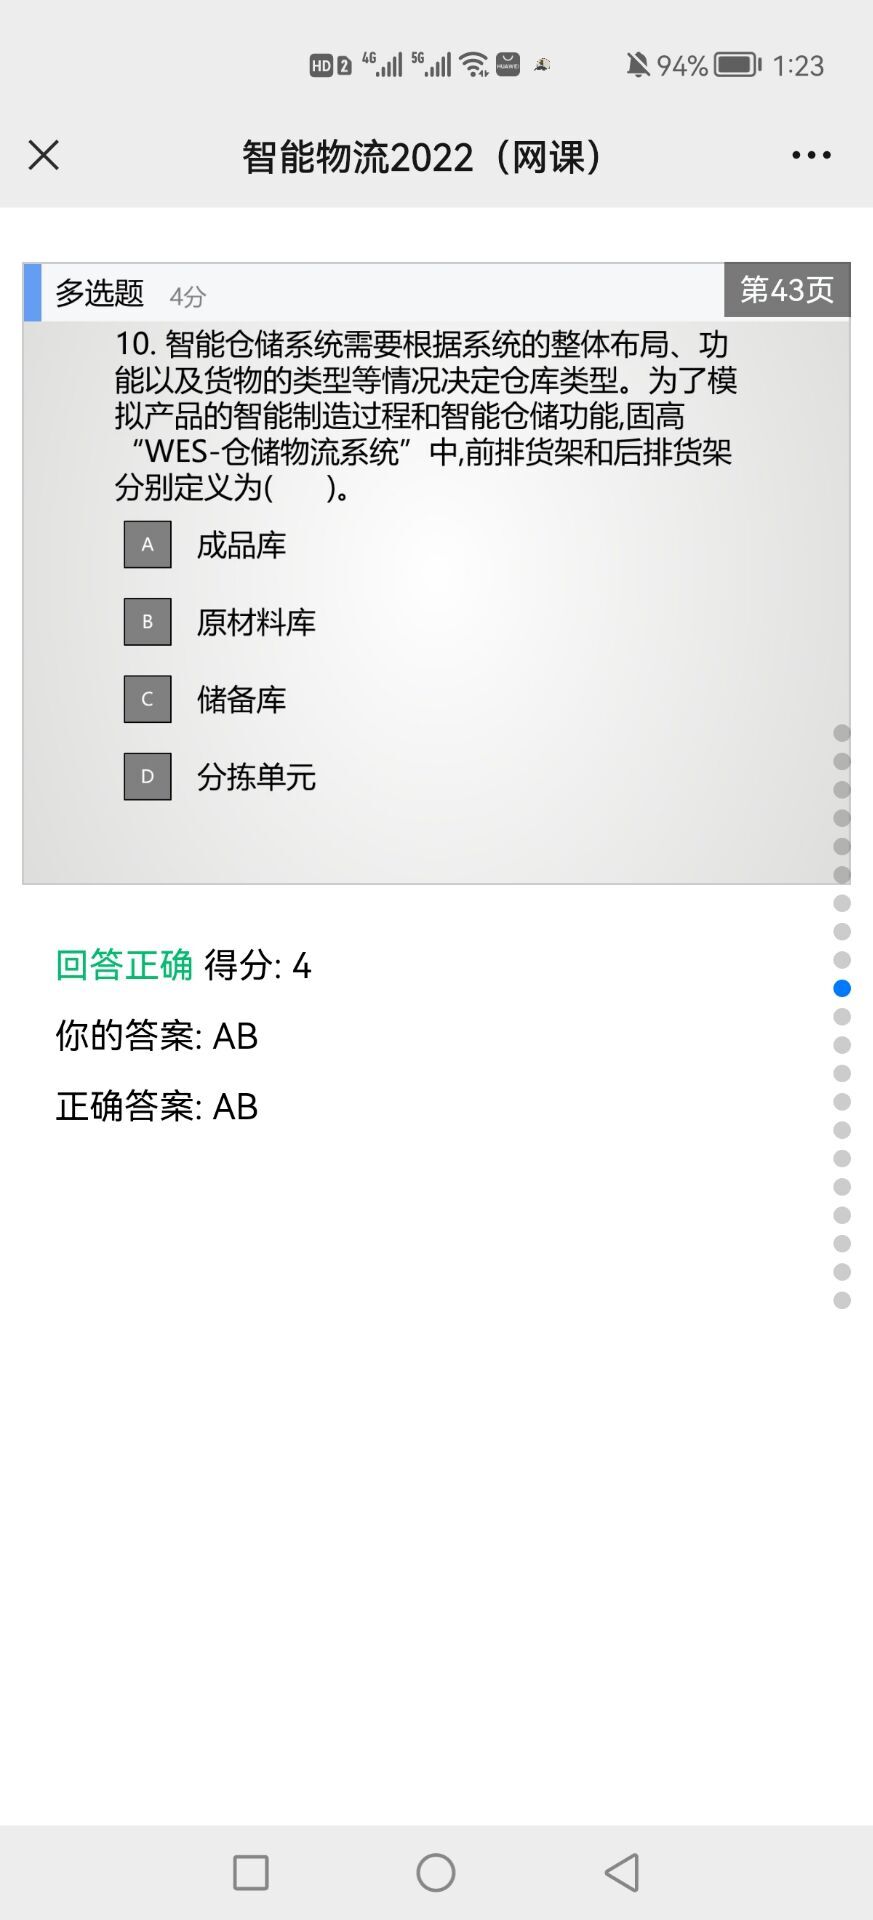 HD 2 4G 5G HUAWEI 94% 1:23
智能物流2022（网课）
多选题 4分 第43页
10. 智能仓储系统需要根据系统的整体布局、功
能以及货物的类型等情况决定仓库类型。为了模
拟产品的智能制造过程和智能仓储功能,固高
“WES-仓储物流系统”中,前排货架和后排货架
分别定义为( )。
A 成品库
B 原材料库
C 储备库
D 分拣单元
回答正确 得分: 4
你的答案: AB
正确答案: AB